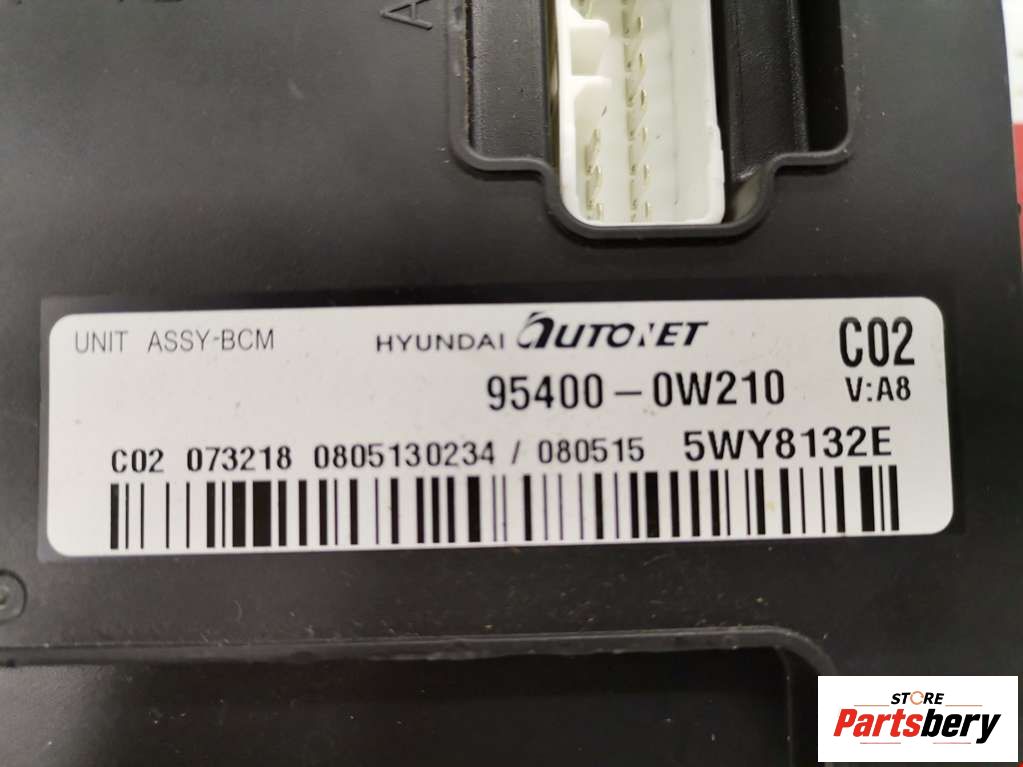 UNIT ASSY-BCM HYUNDAI AUTONET C02
95400-0W210 V:A8
C02 073218 0805130234 / 080515 5WY8132E
STORE
Partsbery